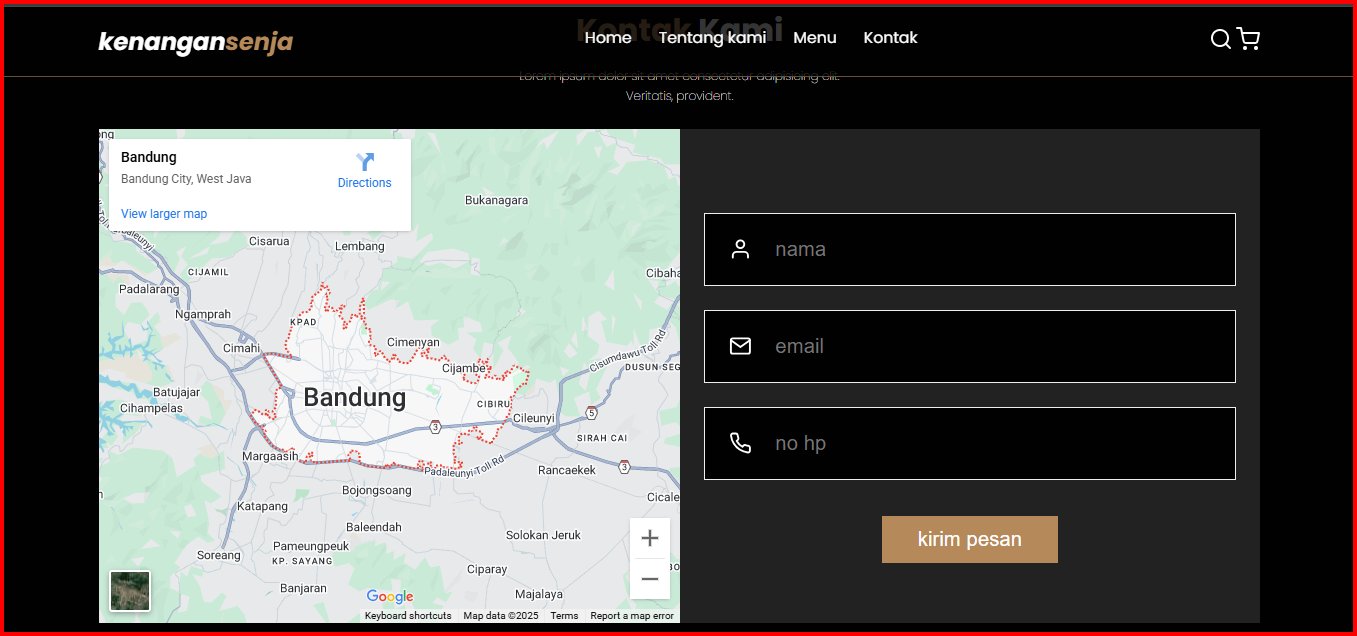 kenangansenja
Home Tentang kami Menu Kontak
Kontak Kami
Lorem ipsum dolor sit amet consectetur adipisicing elit.
Veritatis, provident.
Bandung
Bandung City, West Java
Directions
View larger map
Bukanagara
Cisarua
Lembang
CIJAMIL
Padalarang
Ngamprah
KPAD
Cimahi
Cimenyan
Cijambe
Cisumdawu Toll Rd
DUSUN SEG
Batujajar
Cihampelas
Bandung
CIBIRU
Cileunyi
5
3
SIRAH CAI
Margaasih
Padaleunyi Toll Rd
Rancaekek
3
Bojongsoang
Cicale
Katapang
Baleendah
Solokan Jeruk
Soreang
Pameungpeuk
KP. SAYANG
Ciparay
Banjaran
Majalaya
Google
Keyboard shortcuts Map data ©2025 Terms Report a map error
nama
email
no hp
kirim pesan